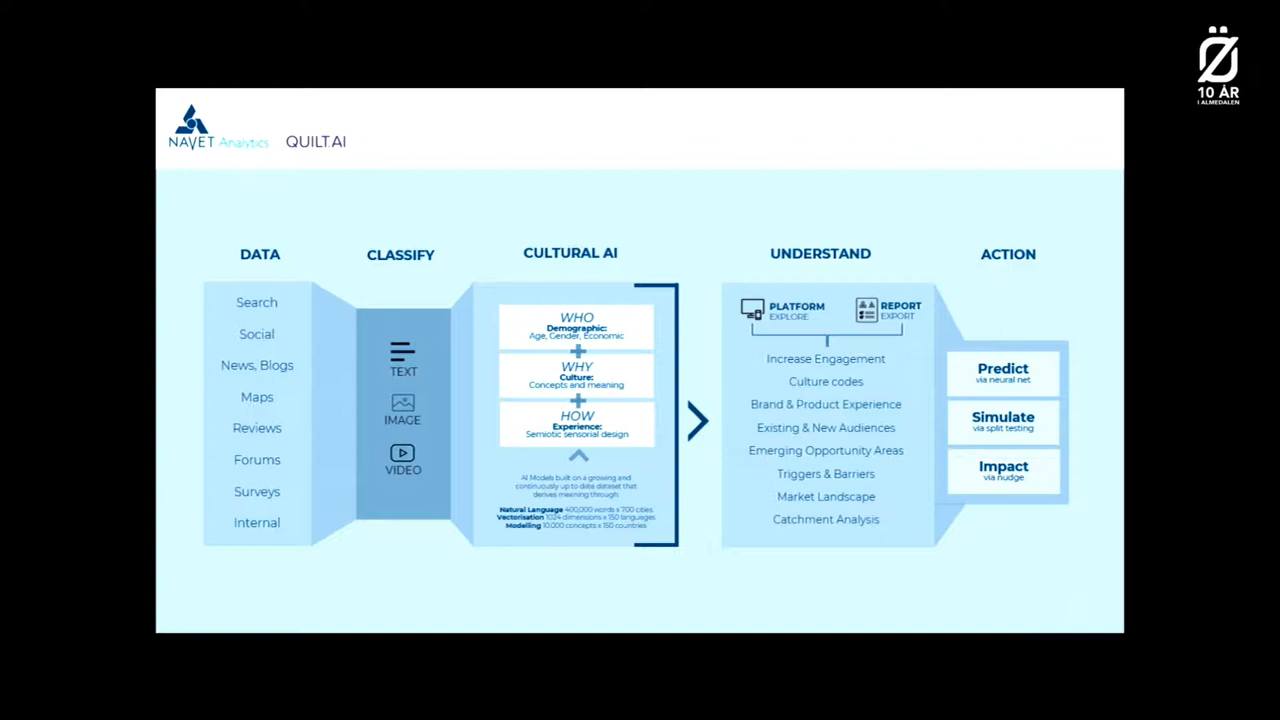 Ö
10 ÅR
I ALMEDALEN
NAVET Analytics
QUILT.AI
DATA
Search
Social
News, Blogs
Maps
Reviews
Forums
Surveys
Internal
CLASSIFY
TEXT
IMAGE
VIDEO
CULTURAL AI
WHO
Demographic:
Age, Gender, Economic
WHY
Culture:
Concepts and meaning
HOW
Experience:
Semiotic sensorial design
AI Models built on a growing and
continuously up to date dataset that
derives meaning through
Natural Language 400,000 words x 700 cities
Vectorisation 1024 dimensions x 150 languages
Modelling 10,000 concepts x 150 countries
UNDERSTAND
PLATFORM
EXPLORE
REPORT
EXPORT
Increase Engagement
Culture codes
Brand & Product Experience
Existing & New Audiences
Emerging Opportunity Areas
Triggers & Barriers
Market Landscape
Catchment Analysis
ACTION
Predict
via neural net
Simulate
via split testing
Impact
via nudge